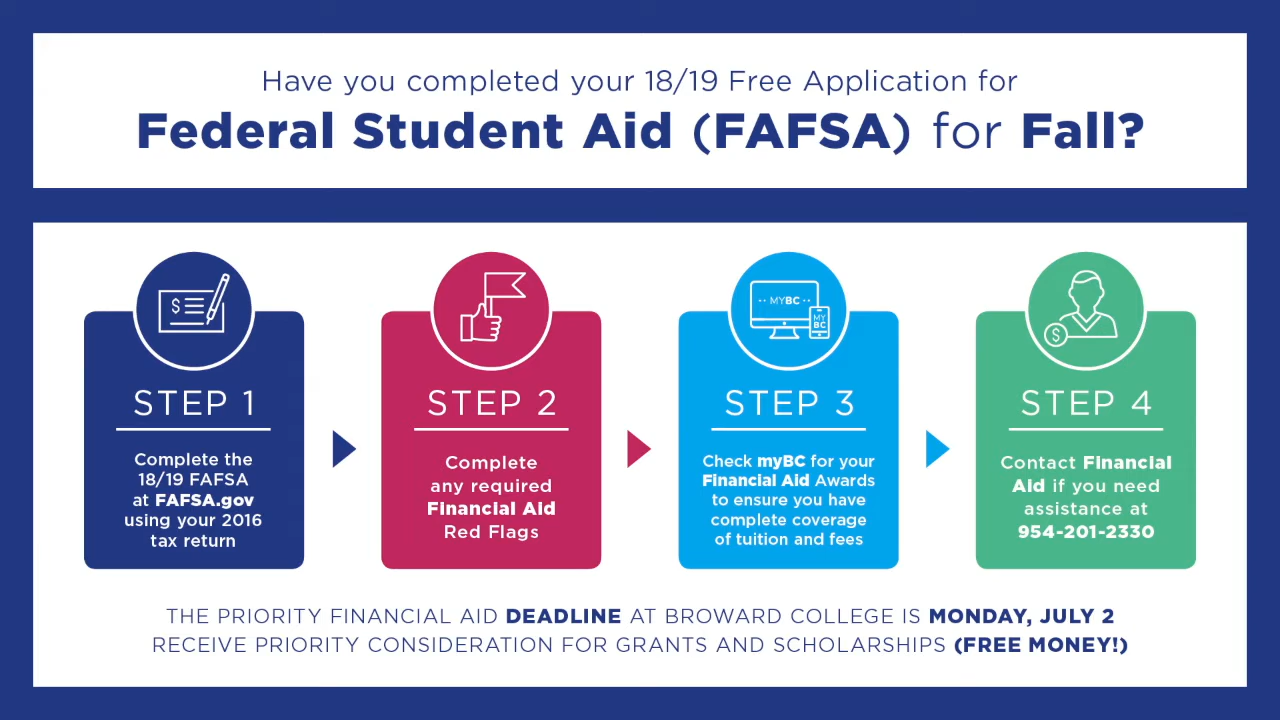 Have you completed your 18/19 Free Application for
Federal Student Aid (FAFSA) for Fall?
$
STEP 1
Complete the
18/19 FAFSA
at FAFSA.gov
using your 2016
tax return
STEP 2
Complete
any required
Financial Aid
Red Flags
MYBC
MY
BC
STEP 3
Check myBC for your
Financial Aid Awards
to ensure you have
complete coverage
of tuition and fees
$
STEP 4
Contact Financial
Aid if you need
assistance at
954-201-2330
THE PRIORITY FINANCIAL AID DEADLINE AT BROWARD COLLEGE IS MONDAY, JULY 2
RECEIVE PRIORITY CONSIDERATION FOR GRANTS AND SCHOLARSHIPS (FREE MONEY!)